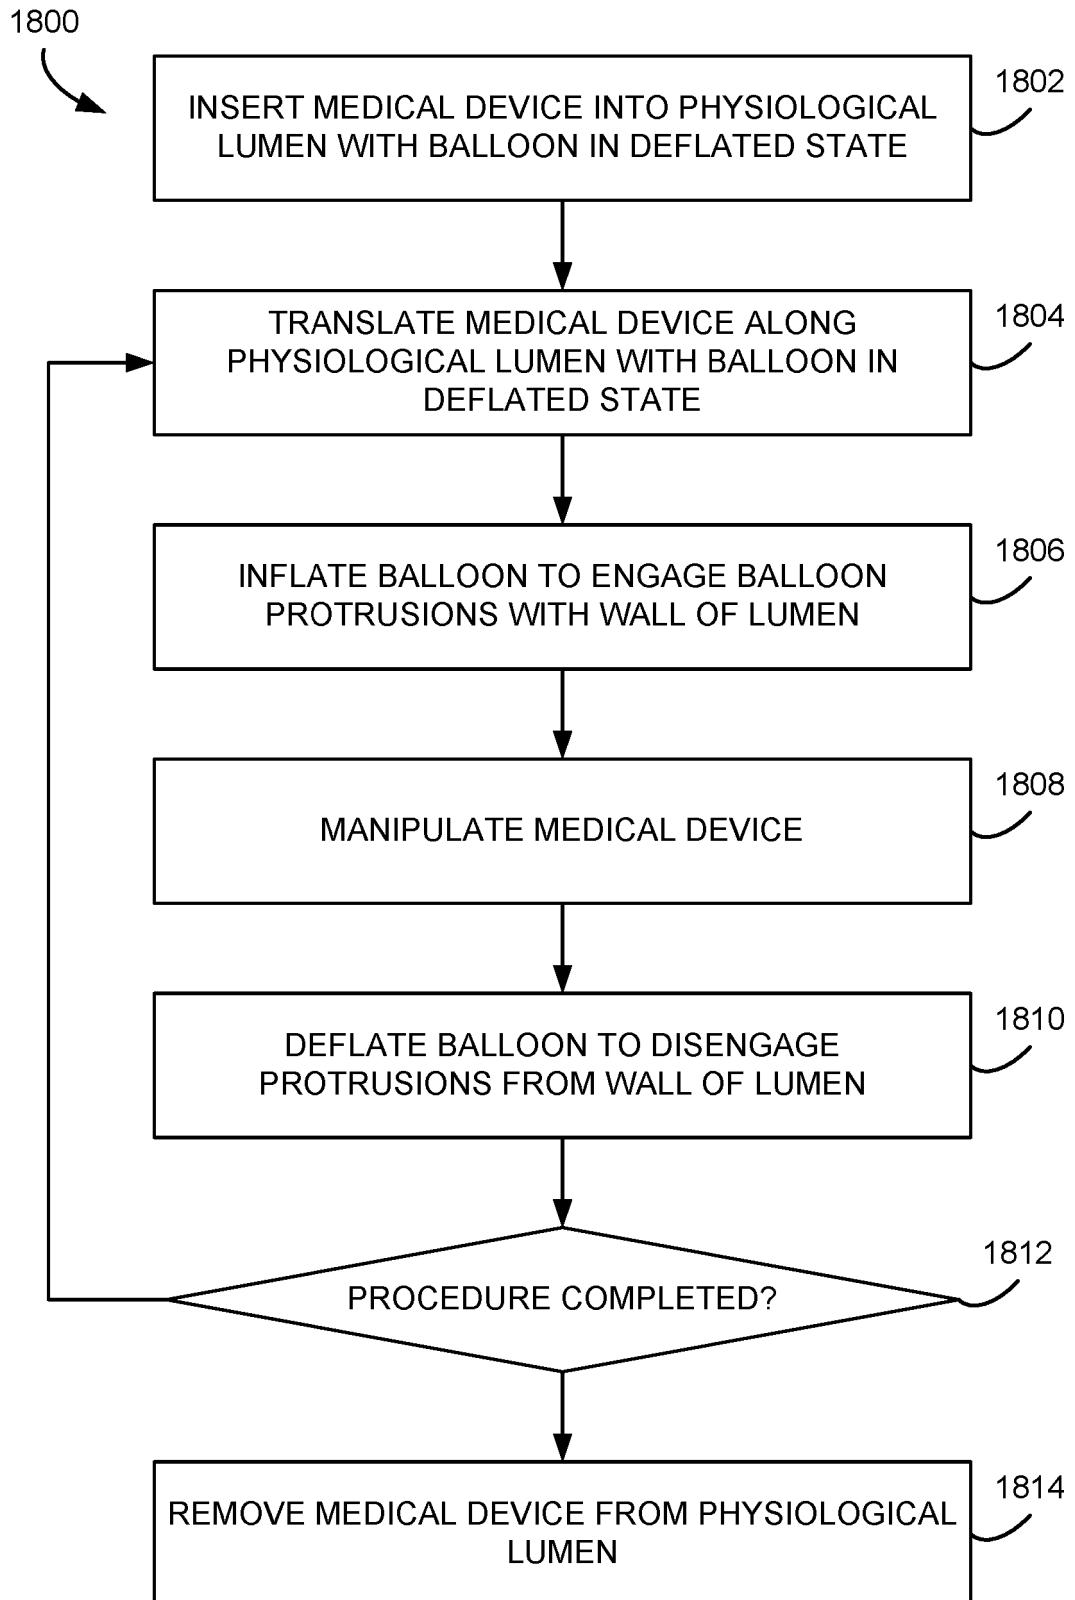 1800
1802
INSERT MEDICAL DEVICE INTO PHYSIOLOGICAL
LUMEN WITH BALLOON IN DEFLATED STATE
1804
TRANSLATE MEDICAL DEVICE ALONG
PHYSIOLOGICAL LUMEN WITH BALLOON IN
DEFLATED STATE
1806
INFLATE BALLOON TO ENGAGE BALLOON
PROTRUSIONS WITH WALL OF LUMEN
1808
MANIPULATE MEDICAL DEVICE
1810
DEFLATE BALLOON TO DISENGAGE
PROTRUSIONS FROM WALL OF LUMEN
1812
PROCEDURE COMPLETED?
1814
REMOVE MEDICAL DEVICE FROM PHYSIOLOGICAL
LUMEN